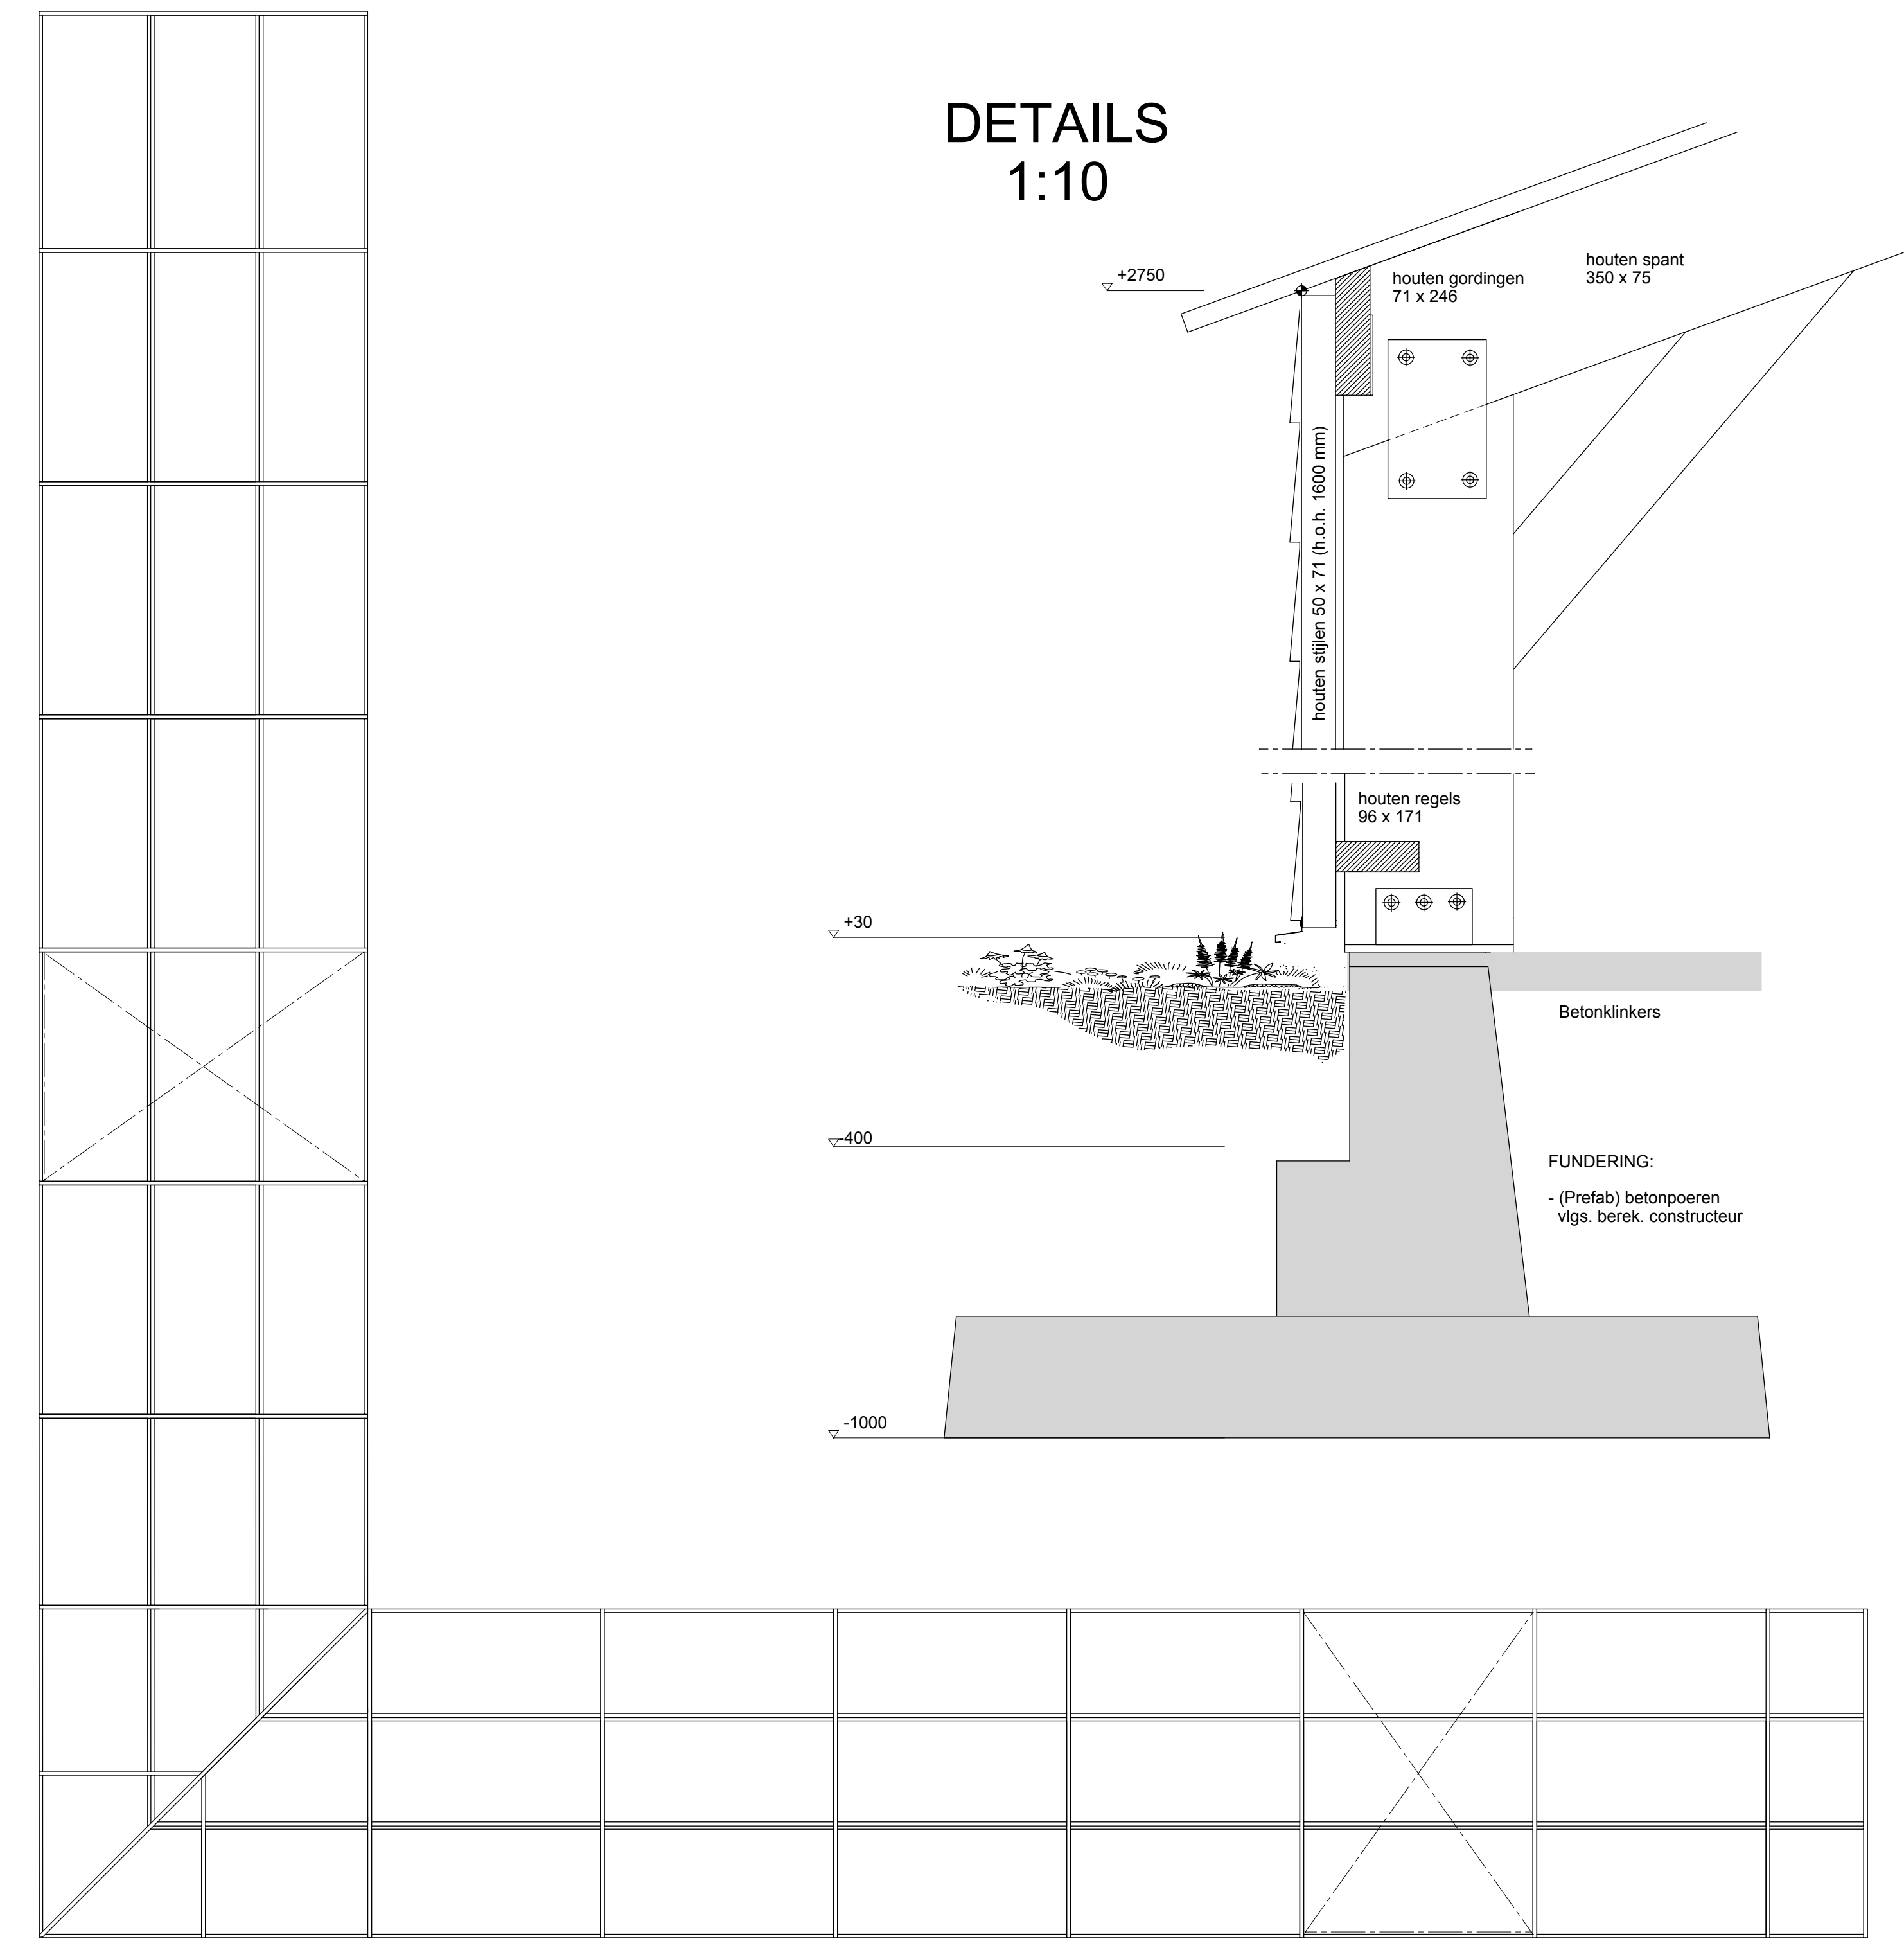 DETAILS
1:10
+2750
houten gordingen
71 x 246
houten spant
350 x 75
houten stijlen 50 x 71 (h.o.h. 1600 mm)
houten regels
96 x 171
+30
Betonklinkers
-400
FUNDERING:
- (Prefab) betonpoeren
vlgs. berek. constructeur
-1000